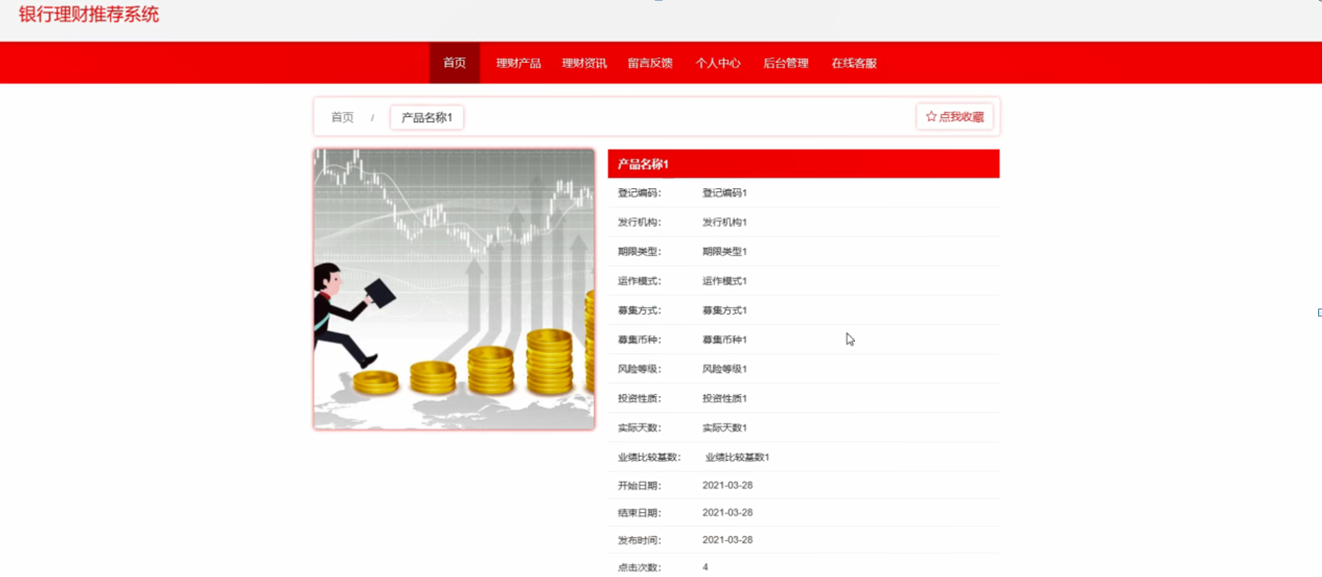 银行理财推荐系统
首页 理财产品 理财资讯 留言反馈 个人中心 后台管理 在线客服
首页 / 产品名称1 ☆点我收藏
产品名称1
登记编码： 登记编码1
发行机构： 发行机构1
期限类型： 期限类型1
运作模式： 运作模式1
募集方式： 募集方式1
募集币种： 募集币种1
风险等级： 风险等级1
投资性质： 投资性质1
实际天数： 实际天数1
业绩比较基数： 业绩比较基数1
开始日期： 2021-03-28
结束日期： 2021-03-28
发布时间： 2021-03-28
点击次数： 4